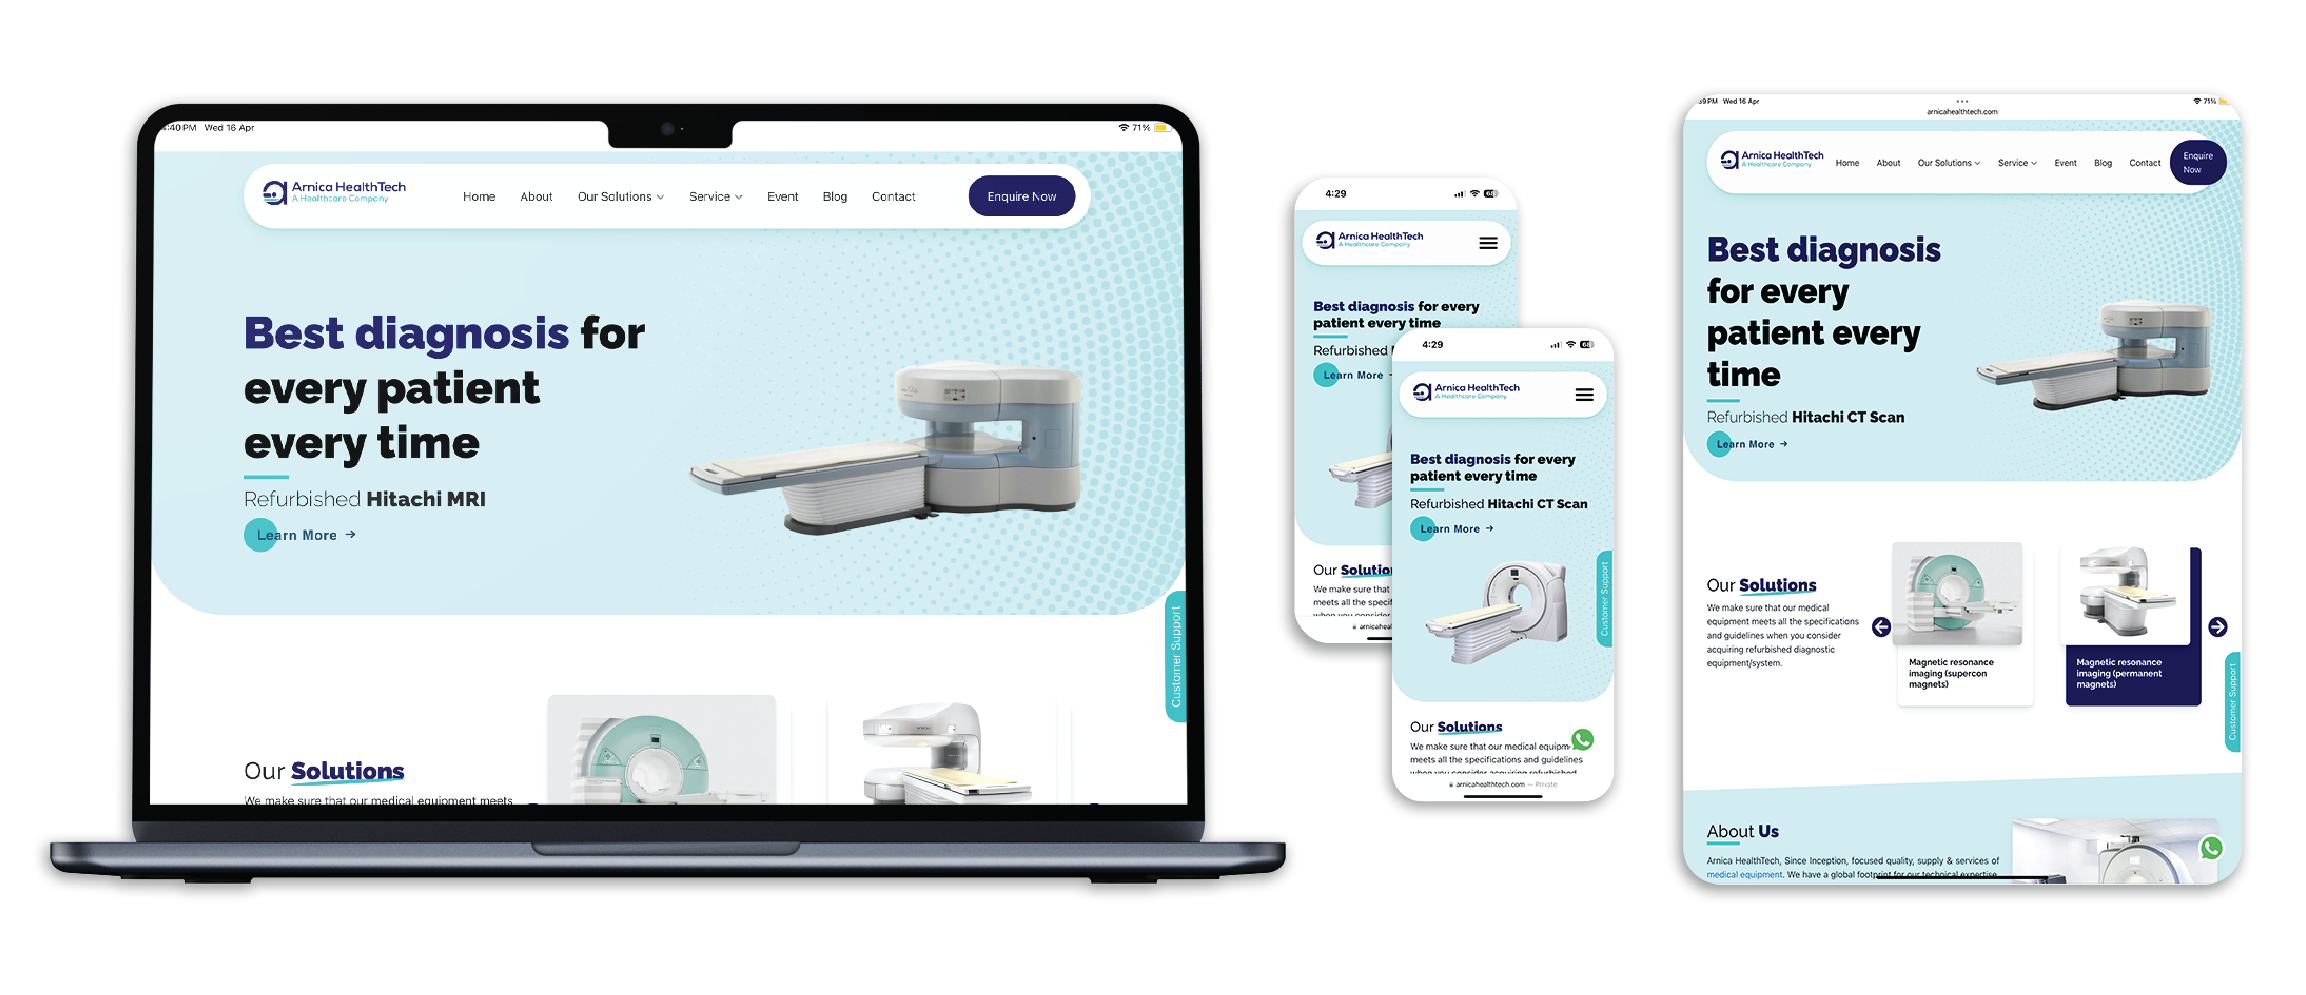 4:40 PM Wed 16 Apr
71%
Arnica HealthTech
A Healthcare Company
Home About Our Solutions Service Event Blog Contact Enquire Now
Best diagnosis for
every patient
every time
Refurbished Hitachi MRI
Learn More →
Customer Support
Our Solutions
We make sure that our medical equipment meets
4:29
Arnica HealthTech
A Healthcare Company
Best diagnosis for every
patient every time
Refurbished
Learn More
Our Solution
We make sure that
meets all the specif
when you consider
arnicaheal
4:29
Arnica HealthTech
A Healthcare Company
Best diagnosis for every
patient every time
Refurbished Hitachi CT Scan
Learn More →
Customer Support
Our Solutions
We make sure that our medical equipm
meets all the specifications and guidelines
when you consider acquiring refurbished
arnicahealthtech.com — Private
39 PM Wed 16 Apr
71%
arnicahealthtech.com
Arnica HealthTech
A Healthcare Company
Home About Our Solutions Service Event Blog Contact Enquire
Now
Best diagnosis
for every
patient every
time
Refurbished Hitachi CT Scan
Learn More →
Our Solutions
We make sure that our medical
equipment meets all the specifications
and guidelines when you consider
acquiring refurbished diagnostic
equipment/system.
Magnetic resonance
imaging (supercon
magnets)
Magnetic resonance
imaging (permanent
magnets)
Customer Support
About Us
Arnica HealthTech, Since Inception, focused quality, supply & services of
medical equipment. We have a global footprint for our technical expertise